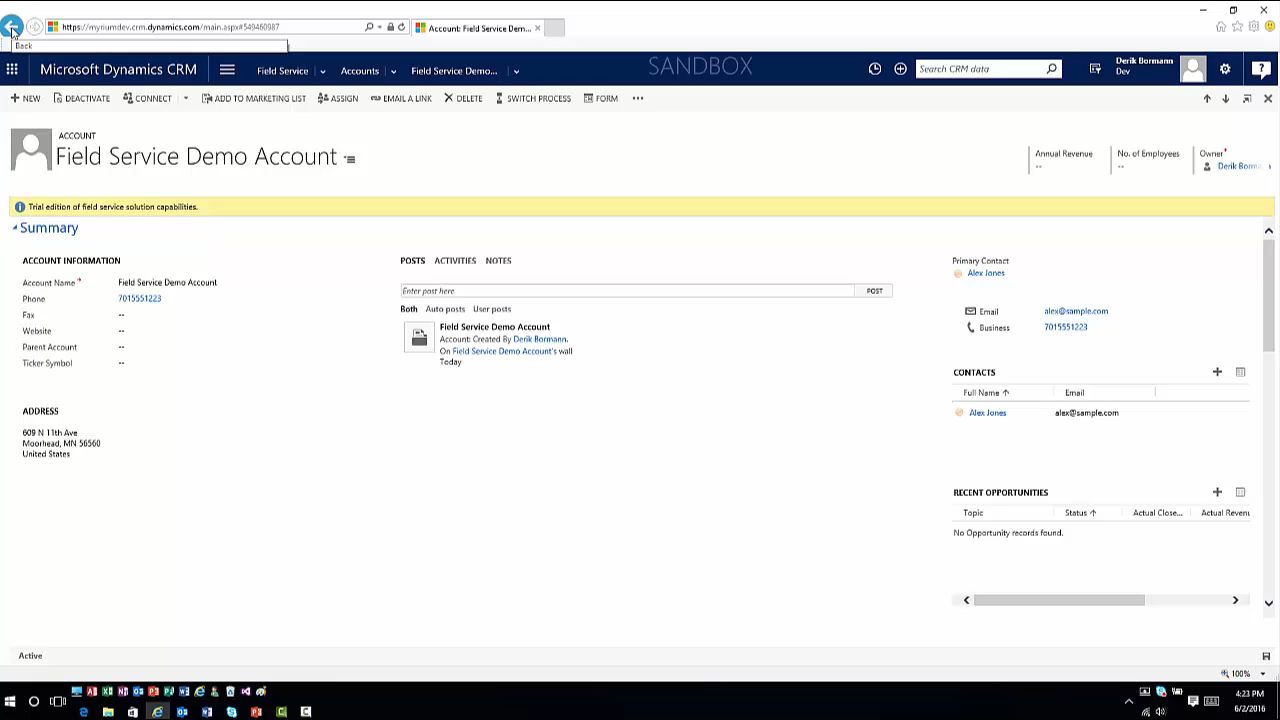 https://myriumdev.crm.dynamics.com/main.aspx#549460987
Account: Field Service Dem...
Back
Microsoft Dynamics CRM
Field Service
Accounts
Field Service Demo...
SANDBOX
Search CRM data
Derik Bormann
Dev
NEW
DEACTIVATE
CONNECT
ADD TO MARKETING LIST
ASSIGN
EMAIL A LINK
DELETE
SWITCH PROCESS
FORM
ACCOUNT
Field Service Demo Account
Annual Revenue
--
No. of Employees
--
Owner*
Derik Borm
Trial edition of field service solution capabilities.
Summary
ACCOUNT INFORMATION
Account Name* Field Service Demo Account
Phone 7015551223
Fax --
Website --
Parent Account --
Ticker Symbol --
ADDRESS
609 N 11th Ave
Moorhead, MN 56560
United States
POSTS ACTIVITIES NOTES
Enter post here POST
Both Auto posts User posts
Field Service Demo Account
Account: Created By Derik Bormann.
On Field Service Demo Account's wall
Today
Primary Contact
Alex Jones
Email alex@sample.com
Business 7015551223
CONTACTS
Full Name Email
Alex Jones alex@sample.com
RECENT OPPORTUNITIES
Topic Status Actual Close... Actual Revenu
No Opportunity records found.
Active
100%
4:23 PM
6/2/2016